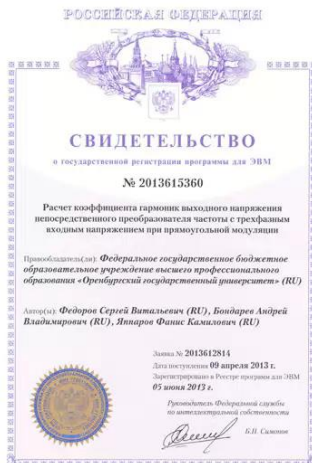 РОССИЙСКАЯ ФЕДЕРАЦИЯ
СВИДЕТЕЛЬСТВО
о государственной регистрации программы для ЭВМ
№ 2013615360
Расчет коэффициента гармоник выходного напряжения
непосредственного преобразователя частоты с трехфазным
входным напряжением при прямоугольной модуляции
Правообладатель(ли): Федеральное государственное бюджетное
образовательное учреждение высшего профессионального
образования «Оренбургский государственный университет» (RU)
Автор(ы): Федоров Сергей Витальевич (RU), Бондарев Андрей
Владимирович (RU), Яппаров Фанис Камилович (RU)
Заявка № 2013612814
Дата поступления 09 апреля 2013 г.
Зарегистрировано в Реестре программ для ЭВМ
05 июня 2013 г.
Руководитель Федеральной службы
по интеллектуальной собственности
Б.П. Симонов